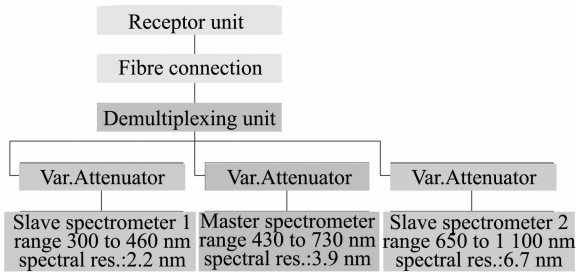 Receptor unit
Fibre connection
Demultiplexing unit
Var.Attenuator
Var.Attenuator
Var.Attenuator
Slave spectrometer 1
range 300 to 460 nm
spectral res.:2.2 nm
Master spectrometer
range 430 to 730 nm
spectral res.:3.9 nm
Slave spectrometer 2
range 650 to 1 100 nm
spectral res.:6.7 nm